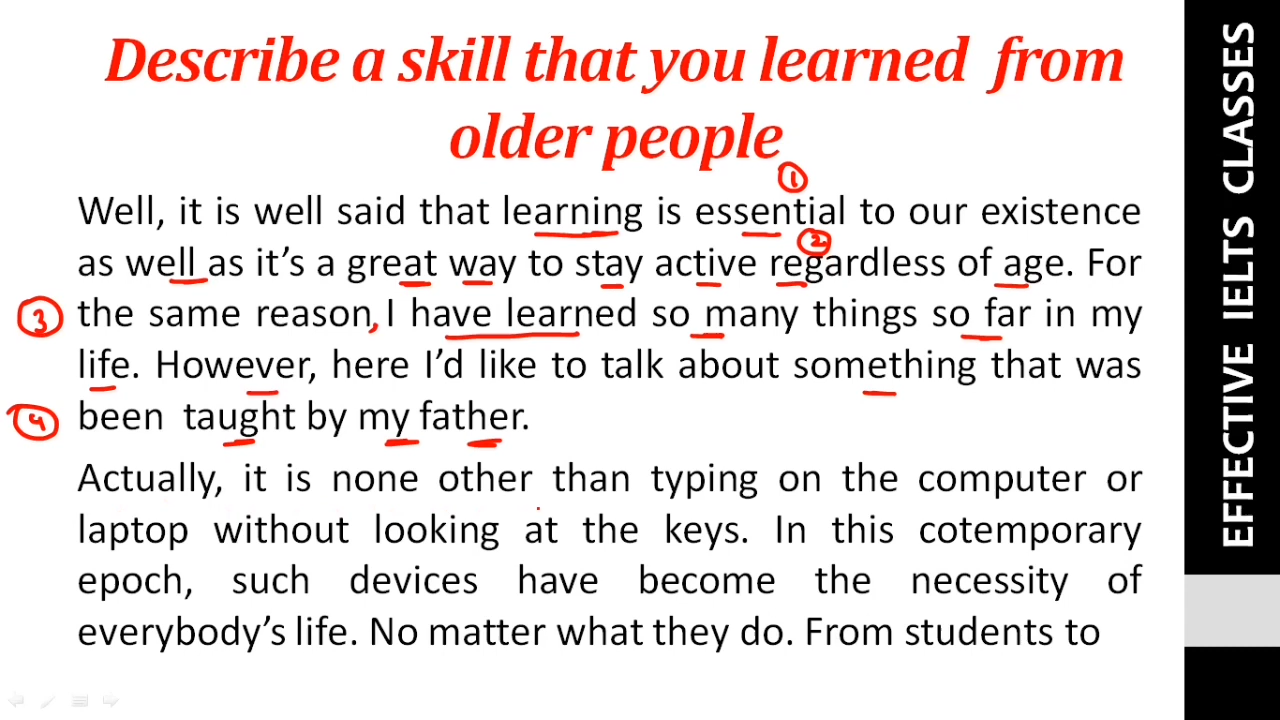 Describe a skill that you learned from
older people
①
Well, it is well said that learning is essential to our existence
②
as well as it's a great way to stay active regardless of age. For
③ the same reason, I have learned so many things so far in my
life. However, here I'd like to talk about something that was
④ been taught by my father.
Actually, it is none other than typing on the computer or
laptop without looking at the keys. In this cotemporary
epoch, such devices have become the necessity of
everybody's life. No matter what they do. From students to
EFFECTIVE IELTS CLASSES